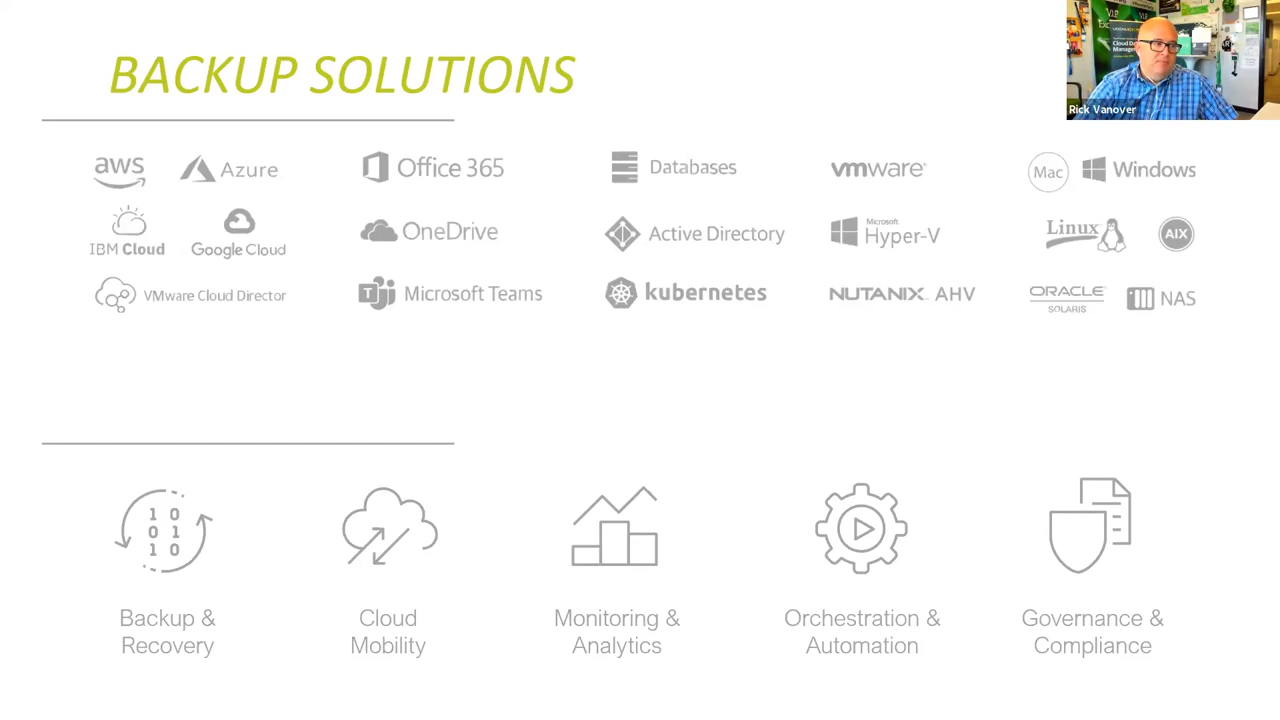 BACKUP SOLUTIONS
Rick Vanover
aws
Azure
Office 365
Databases
vmware
Mac
Windows
IBM Cloud
Google Cloud
OneDrive
Active Directory
Microsoft
Hyper-V
Linux
AIX
VMware Cloud Director
T
Microsoft Teams
kubernetes
NUTANIX AHV
ORACLE
SOLARIS
NAS
1 0
0 1
1 0
Backup &
Recovery
Cloud
Mobility
Monitoring &
Analytics
Orchestration &
Automation
Governance &
Compliance